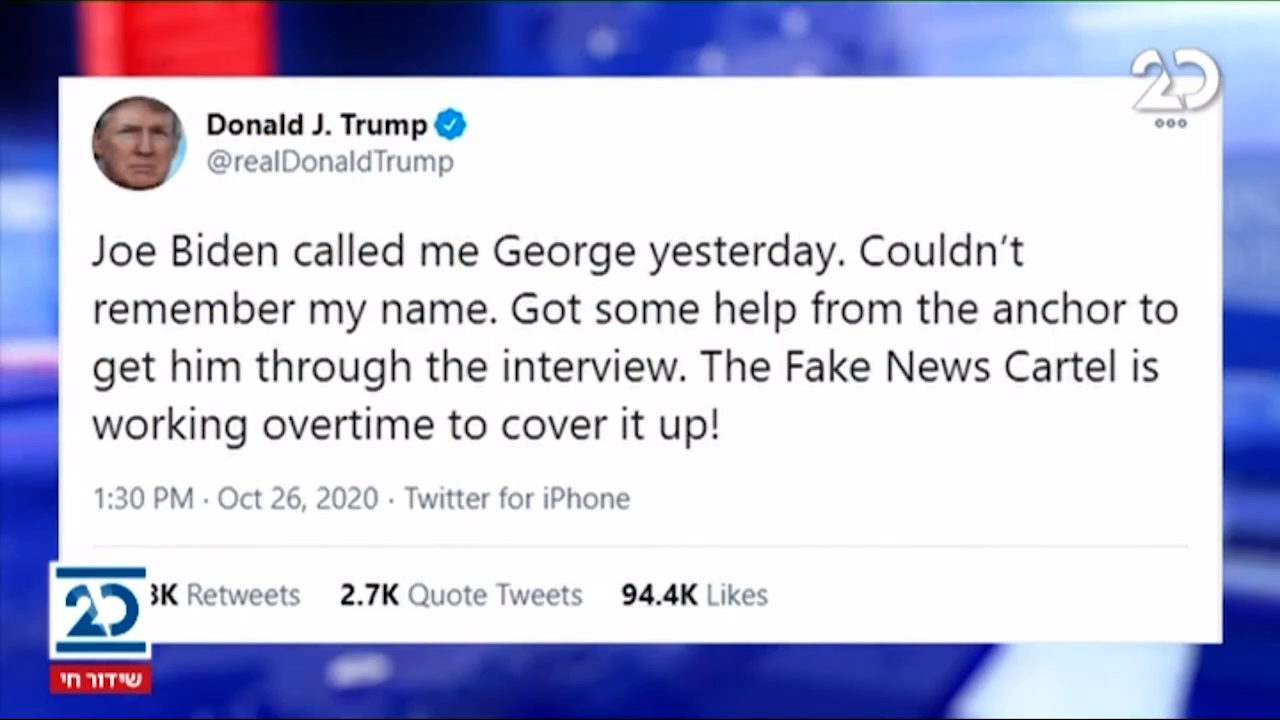 20
Donald J. Trump
@realDonaldTrump
Joe Biden called me George yesterday. Couldn’t
remember my name. Got some help from the anchor to
get him through the interview. The Fake News Cartel is
working overtime to cover it up!
1:30 PM · Oct 26, 2020 · Twitter for iPhone
Retweets 2.7K Quote Tweets 94.4K Likes
20
שידור חי